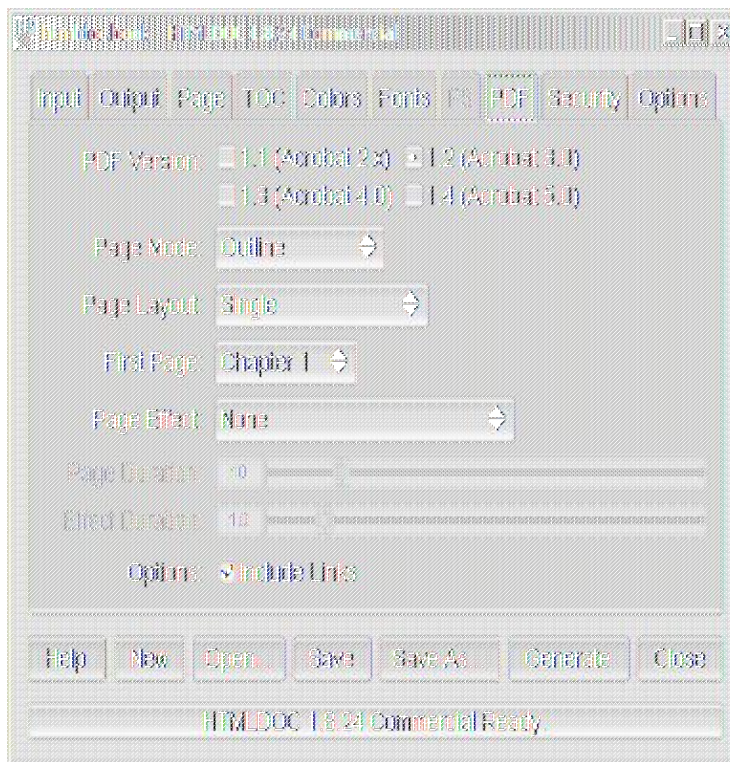 HTMLDOC 1.8.24 Commercial
Input Output Page TOC Colors Fonts PS PDF Security Options
PDF Version: 1.1 (Acrobat 2.x) 1.2 (Acrobat 3.0)
1.3 (Acrobat 4.0) 1.4 (Acrobat 5.0)
Page Mode: Outline
Page Layout: Single
First Page: Chapter 1
Page Effect: None
Page Duration: 10
Effect Duration: 1.0
Options: Include Links
Help New Open... Save Save As... Generate Close
HTMLDOC 1.8.24 Commercial Ready.